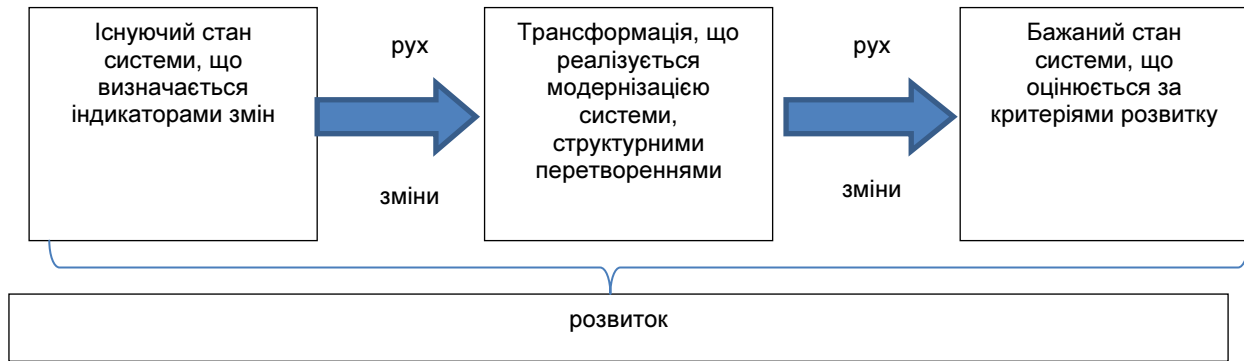 Існуючий стан
системи, що
визначається
індикаторами змін
рух
зміни
Трансформація, що
реалізується
модернізацією
системи,
структурними
перетвореннями
рух
зміни
Бажаний стан
системи, що
оцінюється за
критеріями розвитку
розвиток